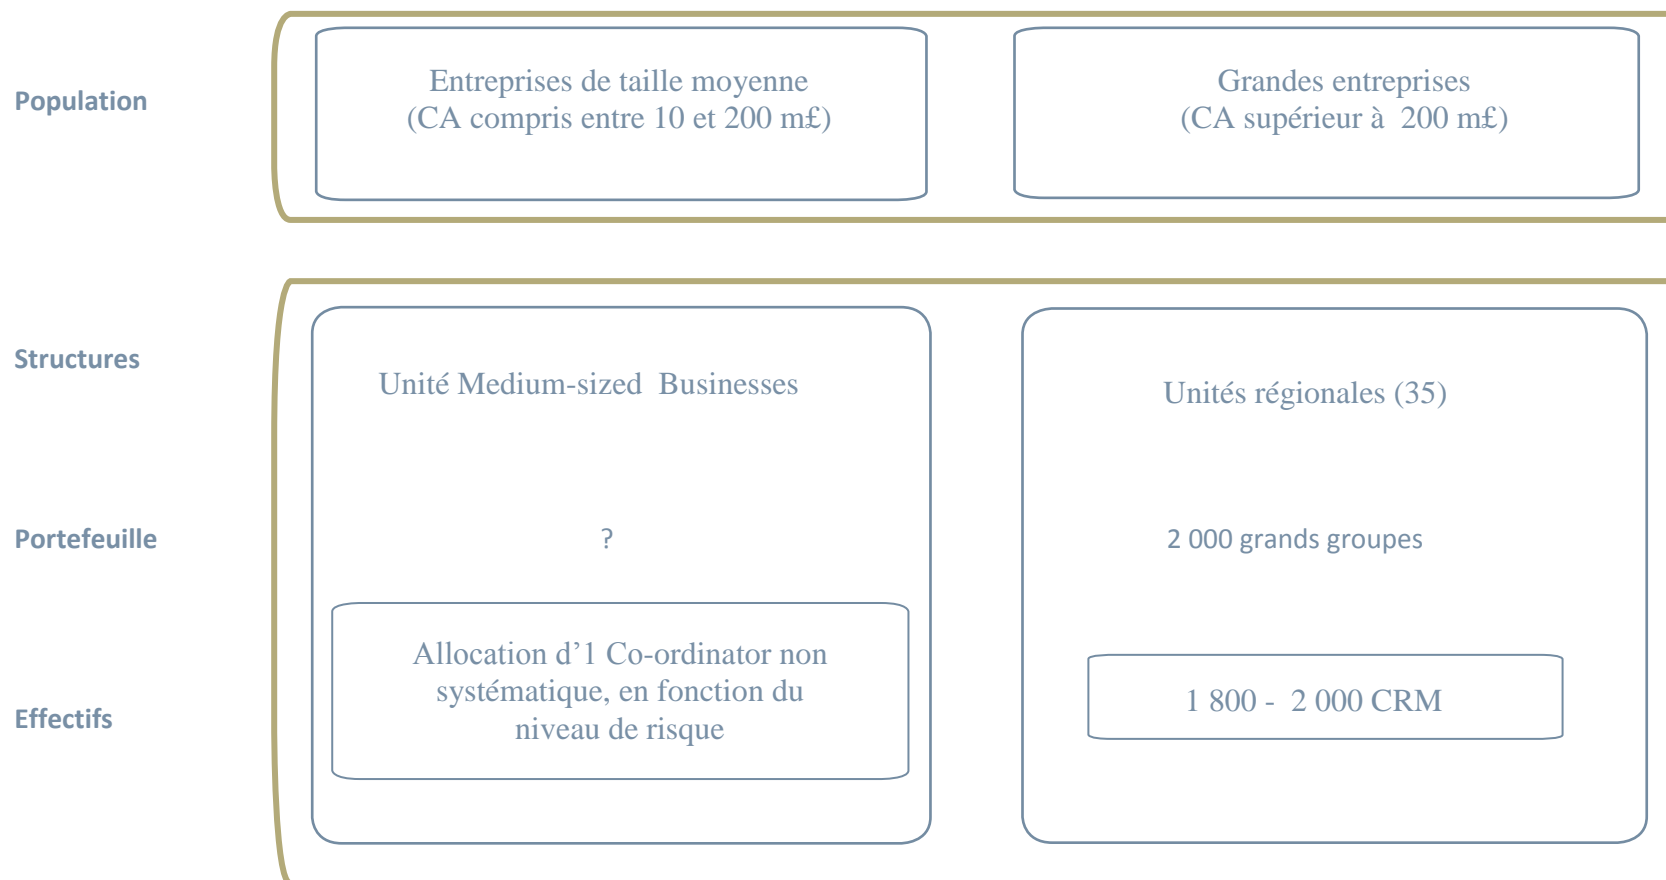 Population
Entreprises de taille moyenne
(CA compris entre 10 et 200 m£)
Grandes entreprises
(CA supérieur à  200 m£)
Structures
Unité Medium-sized  Businesses
Unités régionales (35)
Portefeuille
?
2 000 grands groupes
Effectifs
Allocation d’1 Co-ordinator non
systématique, en fonction du
niveau de risque
1 800 -  2 000 CRM